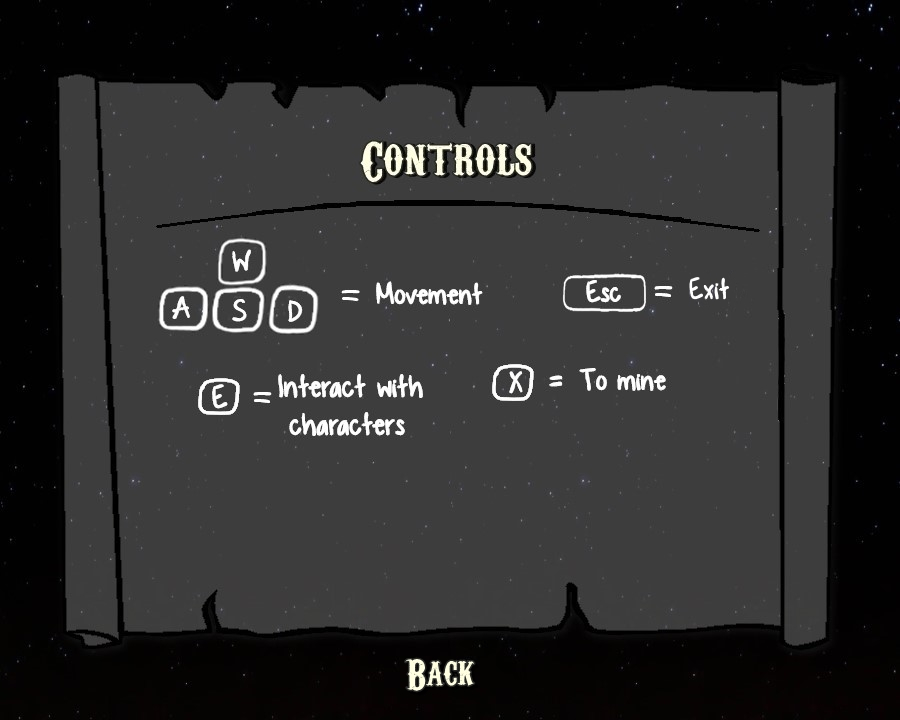 Controls
W
A S D = Movement
Esc = Exit
E = Interact with
characters
X = To mine
Back